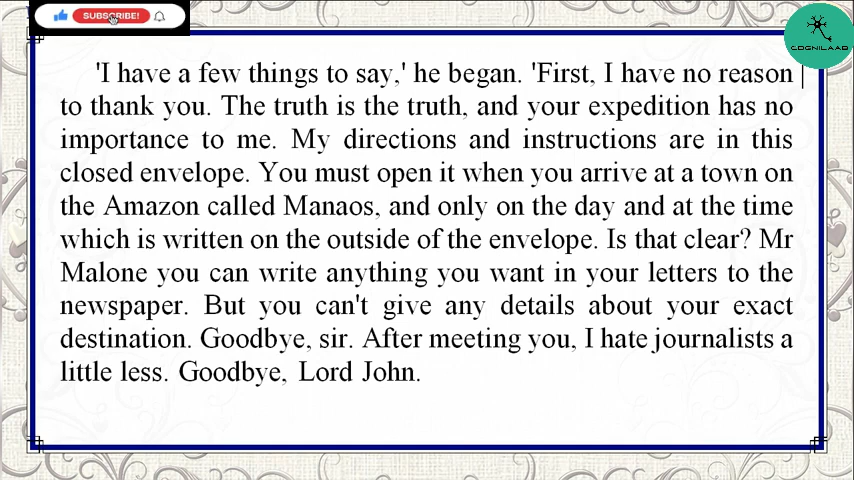 SUBSCRIBE!
COGNILAAB
'I have a few things to say,' he began. 'First, I have no reason
to thank you. The truth is the truth, and your expedition has no
importance to me. My directions and instructions are in this
closed envelope. You must open it when you arrive at a town on
the Amazon called Manaos, and only on the day and at the time
which is written on the outside of the envelope. Is that clear? Mr
Malone you can write anything you want in your letters to the
newspaper. But you can't give any details about your exact
destination. Goodbye, sir. After meeting you, I hate journalists a
little less. Goodbye, Lord John.